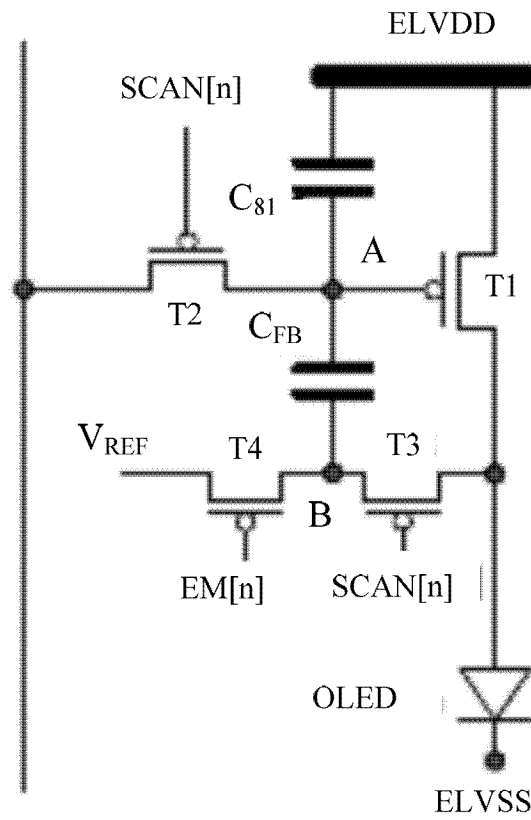 ELVDD
SCAN[n]
C81
A
T1
T2
CFB
VREF
T4
T3
B
EM[n]
SCAN[n]
OLED
ELVSS